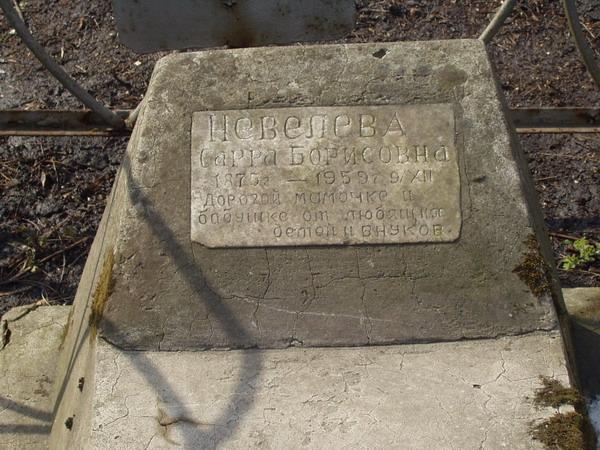 Невелева
Сарра Борисовна
1875г — 1959г. 9/XII
Дорогой мамочке и
бабушке от любящих
детей и внуков.